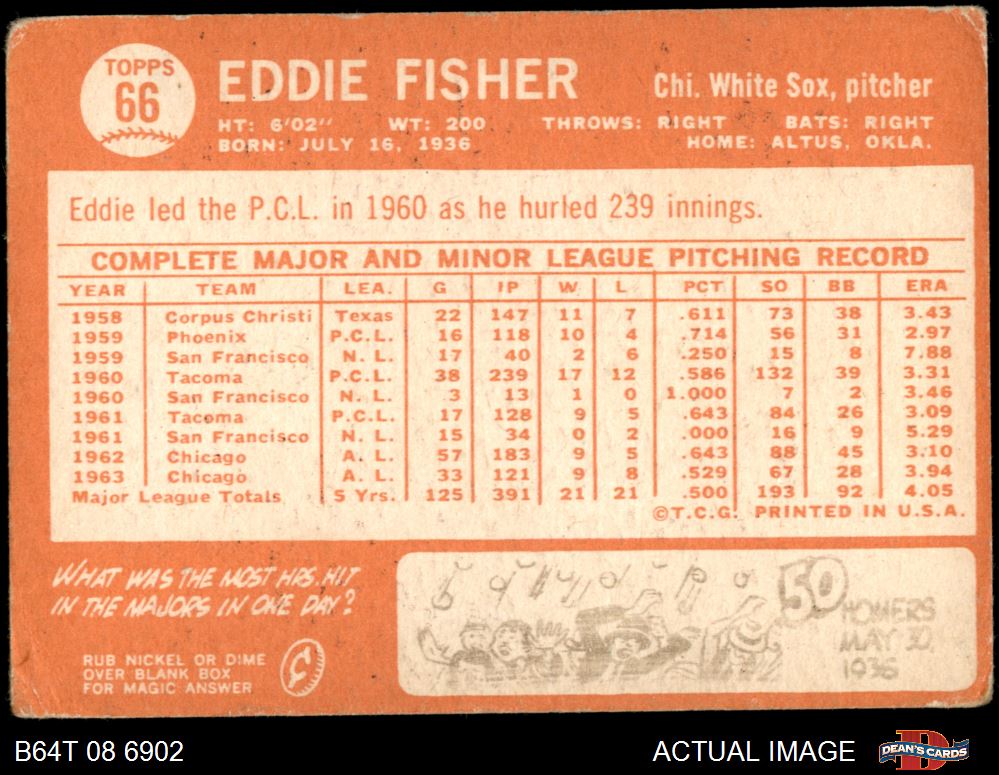 TOPPS
66
EDDIE FISHER
Chi. White Sox, pitcher
HT: 6'02" WT: 200 THROWS: RIGHT BATS: RIGHT
BORN: JULY 16, 1936 HOME: ALTUS, OKLA.
Eddie led the P.C.L. in 1960 as he hurled 239 innings.
COMPLETE MAJOR AND MINOR LEAGUE PITCHING RECORD
YEAR TEAM LEA. G IP W L PCT SO BB ERA
1958 Corpus Christi Texas 22 147 11 7 .611 73 38 3.43
1959 Phoenix P.C.L. 16 118 10 4 .714 56 31 2.97
1959 San Francisco N. L. 17 40 2 6 .250 15 8 7.88
1960 Tacoma P.C.L. 38 239 17 12 .586 132 39 3.31
1960 San Francisco N. L. 3 13 1 0 1.000 7 2 3.46
1961 Tacoma P.C.L. 17 128 9 5 .643 84 26 3.09
1961 San Francisco N. L. 15 34 0 2 .000 16 9 5.29
1962 Chicago A. L. 57 183 9 5 .643 88 45 3.10
1963 Chicago A. L. 33 121 9 8 .529 67 28 3.94
Major League Totals 5 Yrs. 125 391 21 21 .500 193 92 4.05
©T.C.G. PRINTED IN U.S.A.
WHAT WAS THE MOST HRS. HIT
IN THE MAJORS IN ONE DAY?
RUB NICKEL OR DIME
OVER BLANK BOX
FOR MAGIC ANSWER
50
HOMERS
MAY 30,
1936
B64T 08 6902
ACTUAL IMAGE
DEAN'S CARDS